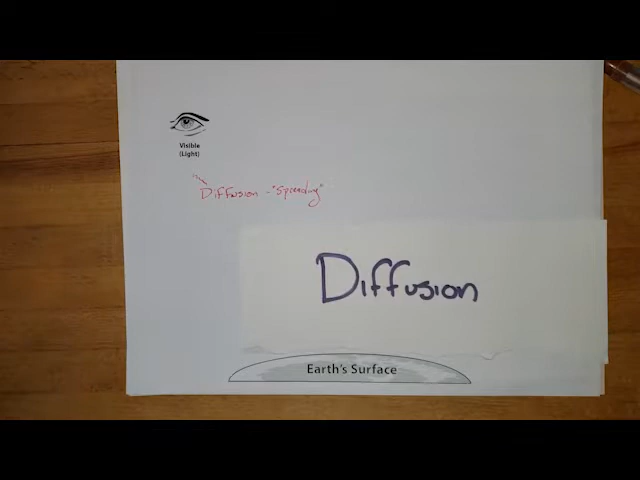 Visible
(Light)
Diffusion - "Spreading"
Diffusion
Earth's Surface